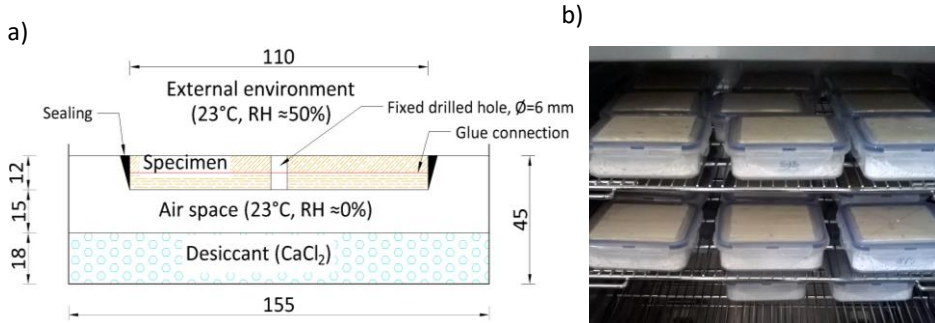 a)
b)
110
External environment
(23°C, RH ≈50%)
Sealing
Fixed drilled hole, Ø=6 mm
Glue connection
Specimen
12
15
18
45
Air space (23°C, RH ≈0%)
Desiccant (CaCl₂)
155